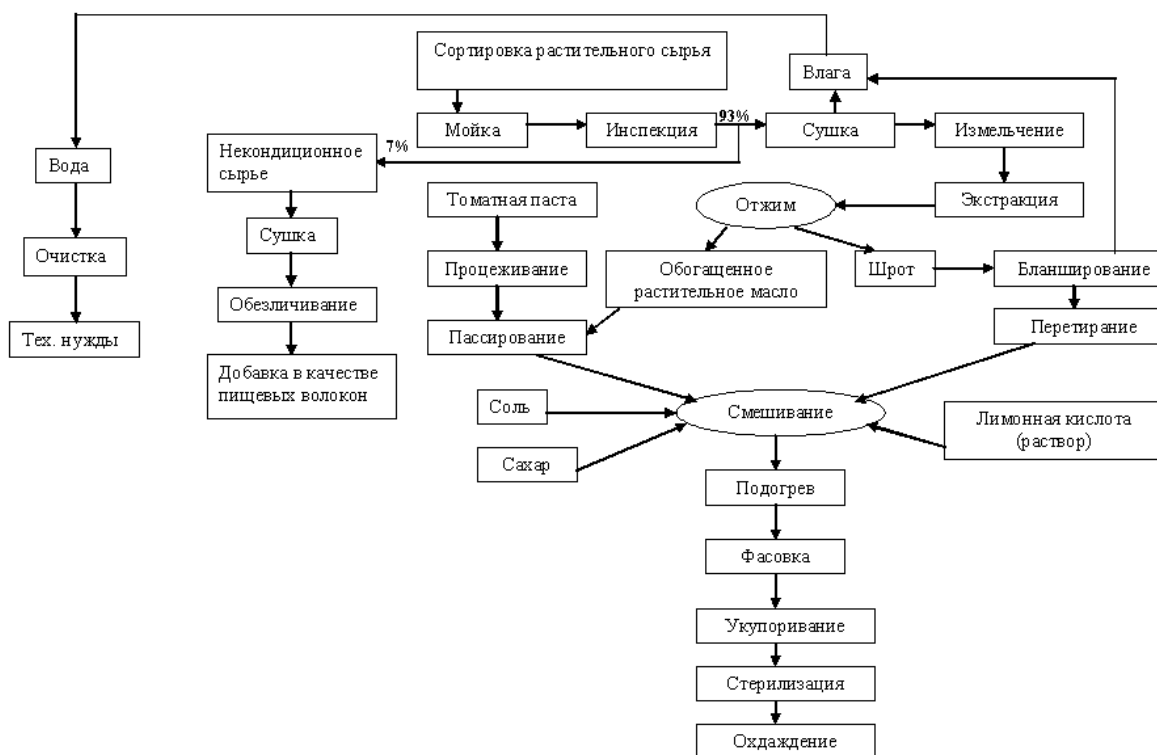 Сортировка растительного сырья
Влага
Мойка
Инспекция
93%
Сушка
Измельчение
Вода
Некондиционное
сырье
7%
Томатная паста
Отжим
Экстракция
Сушка
Очистка
Процеживание
Обогащенное
растительное масло
Шрот
Бланширование
Обезличивание
Тех. нужды
Пассирование
Перетирание
Добавка в качестве
пищевых волокон
Соль
Смешивание
Лимонная кислота
(раствор)
Сахар
Подогрев
Фасовка
Укупоривание
Стерилизация
Охдаждение